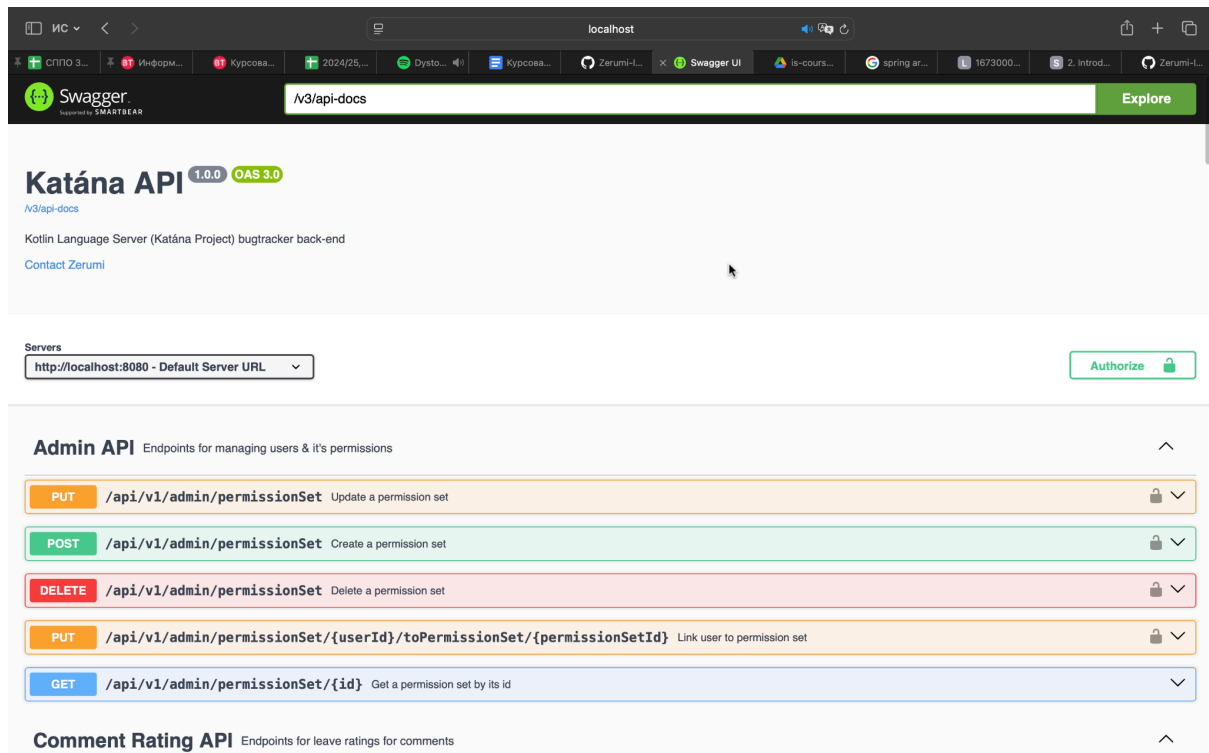 ИС
localhost
СППО З...
ВТ Информ...
ВТ Курсова...
2024/25,...
Dysto...
Курсова...
Zerumi-I...
Swagger UI
is-cours...
spring ar...
L 1673000...
S 2. Introd...
Zerumi-I...
Swagger.
Supported by SMARTBEAR
/v3/api-docs
Explore
Katána API 1.0.0 OAS 3.0
/v3/api-docs
Kotlin Language Server (Katána Project) bugtracker back-end
Contact Zerumi
Servers
http://localhost:8080 - Default Server URL
Authorize
Admin API Endpoints for managing users & it's permissions
PUT /api/v1/admin/permissionSet Update a permission set
POST /api/v1/admin/permissionSet Create a permission set
DELETE /api/v1/admin/permissionSet Delete a permission set
PUT /api/v1/admin/permissionSet/{userId}/toPermissionSet/{permissionSetId} Link user to permission set
GET /api/v1/admin/permissionSet/{id} Get a permission set by its id
Comment Rating API Endpoints for leave ratings for comments